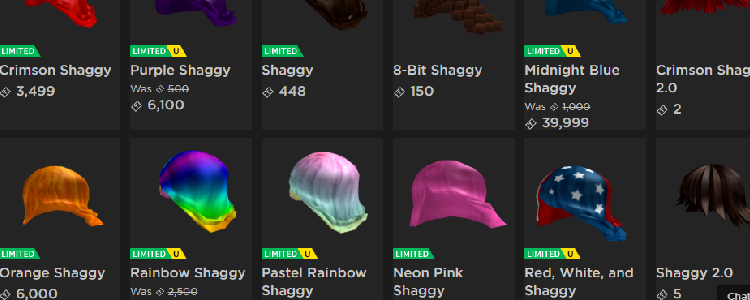 LIMITED
Crimson Shaggy
3,499
LIMITED U
Purple Shaggy
Was 500
6,100
LIMITED
Shaggy
448
8-Bit Shaggy
150
LIMITED U
Midnight Blue
Shaggy
Was 1,000
39,999
Crimson Shag
2.0
2
LIMITED
Orange Shaggy
6,000
LIMITED U
Rainbow Shaggy
Was 2,500
LIMITED U
Pastel Rainbow
Shaggy
LIMITED
Neon Pink
Shaggy
LIMITED U
Red, White, and
Shaggy
Shaggy 2.0
5
Cha